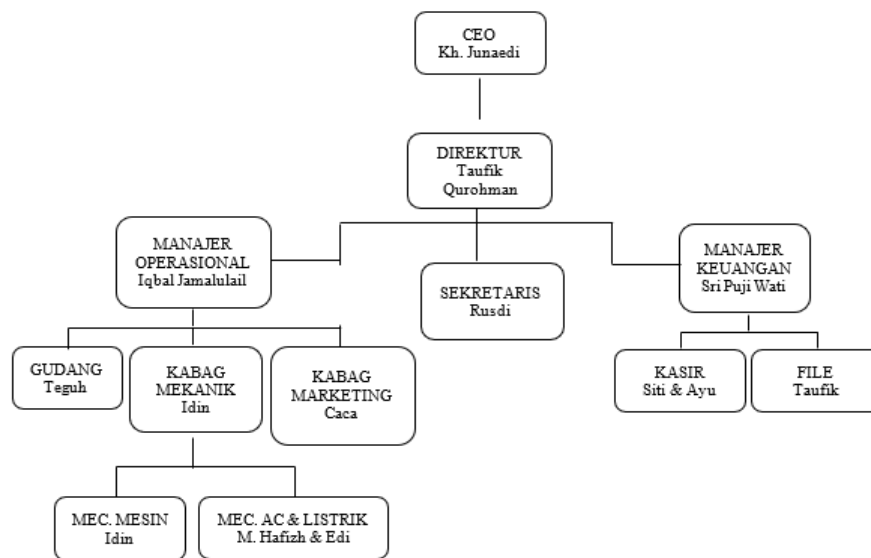 CEO
Kh. Junaedi
DIREKTUR
Taufik
Qurohman
MANAJER
OPERASIONAL
Iqbal Jamalulail
SEKRETARIS
Rusdi
MANAJER
KEUANGAN
Sri Puji Wati
GUDANG
Teguh
KABAG
MEKANIK
Idin
KABAG
MARKETING
Caca
KASIR
Siti & Ayu
FILE
Taufik
MEC. MESIN
Idin
MEC. AC & LISTRIK
M. Hafizh & Edi